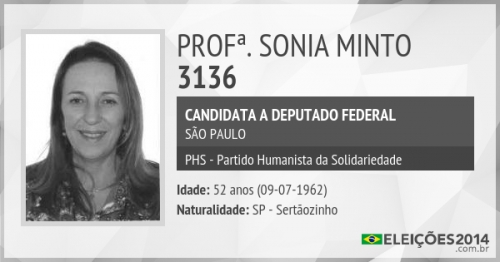 PROFª. SONIA MINTO
3136
CANDIDATA A DEPUTADO FEDERAL
SÃO PAULO
PHS - Partido Humanista da Solidariedade
Idade: 52 anos (09-07-1962)
Naturalidade: SP - Sertãozinho
ELEIÇÕES2014
.com.br